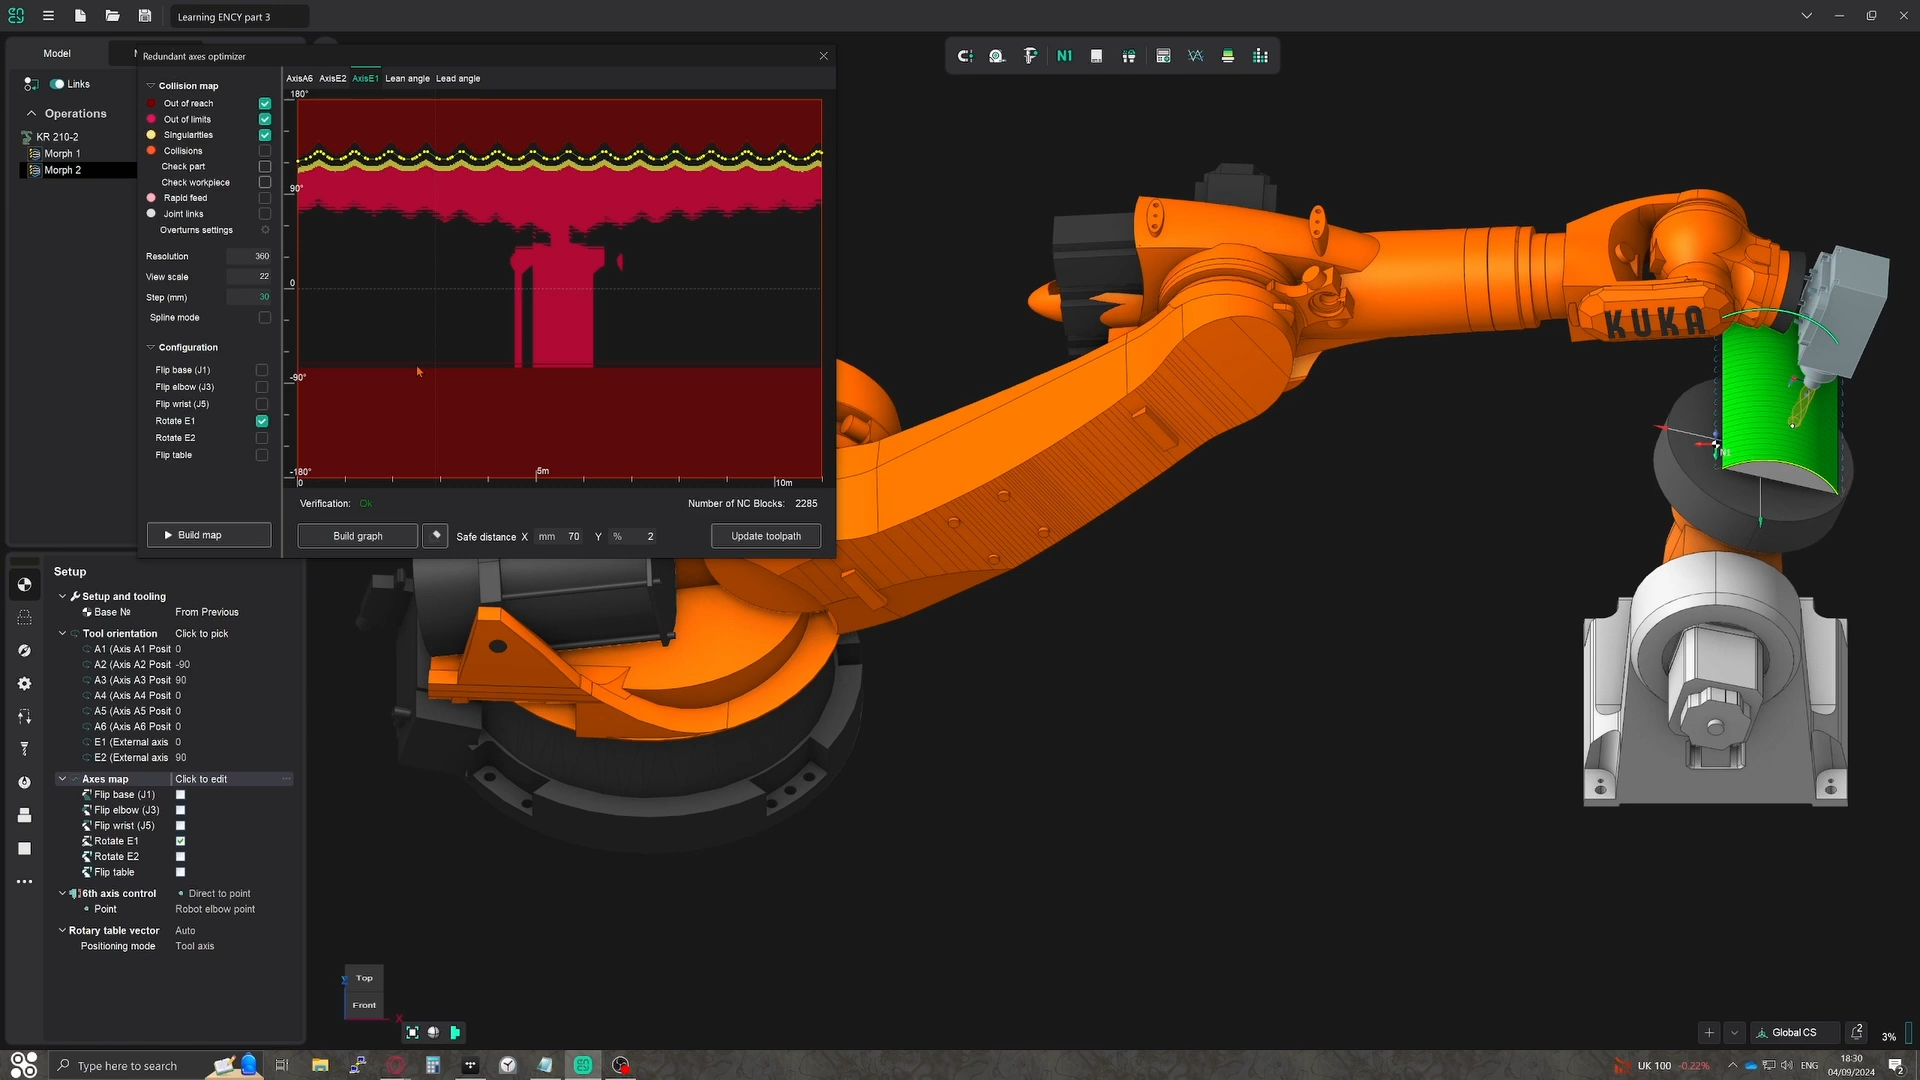 Learning ENCY part 3
Model
Links
Operations
KR 210-2
Morph 1
Morph 2
Redundant axes optimizer
AxisA6 AxisE2 AxisE1 Lean angle Lead angle
Collision map
Out of reach
Out of limits
Singularities
Collisions
Check part
Check workpiece
Rapid feed
Joint links
Overturns settings
Resolution 360
View scale 22
Step (mm) 30
Spline mode
Configuration
Flip base (J1)
Flip elbow (J3)
Flip wrist (J5)
Rotate E1
Rotate E2
Flip table
Build map
180°
90°
0
-90°
-180°
0 5m 10m
Verification: Ok
Number of NC Blocks: 2285
Build graph
Safe distance X mm 70 Y % 2
Update toolpath
N1
KUKA
N1
Setup
Setup and tooling
Base № From Previous
Tool orientation Click to pick
A1 (Axis A1 Posit 0
A2 (Axis A2 Posit -90
A3 (Axis A3 Posit 90
A4 (Axis A4 Posit 0
A5 (Axis A5 Posit 0
A6 (Axis A6 Posit 0
E1 (External axis 0
E2 (External axis 90
Axes map Click to edit
Flip base (J1)
Flip elbow (J3)
Flip wrist (J5)
Rotate E1
Rotate E2
Flip table
6th axis control Direct to point
Point Robot elbow point
Rotary table vector Auto
Positioning mode Tool axis
Top
Front
Z
X
Global CS
2
3%
Type here to search
UK 100 -0.22%
ENG
18:30
04/09/2024
2